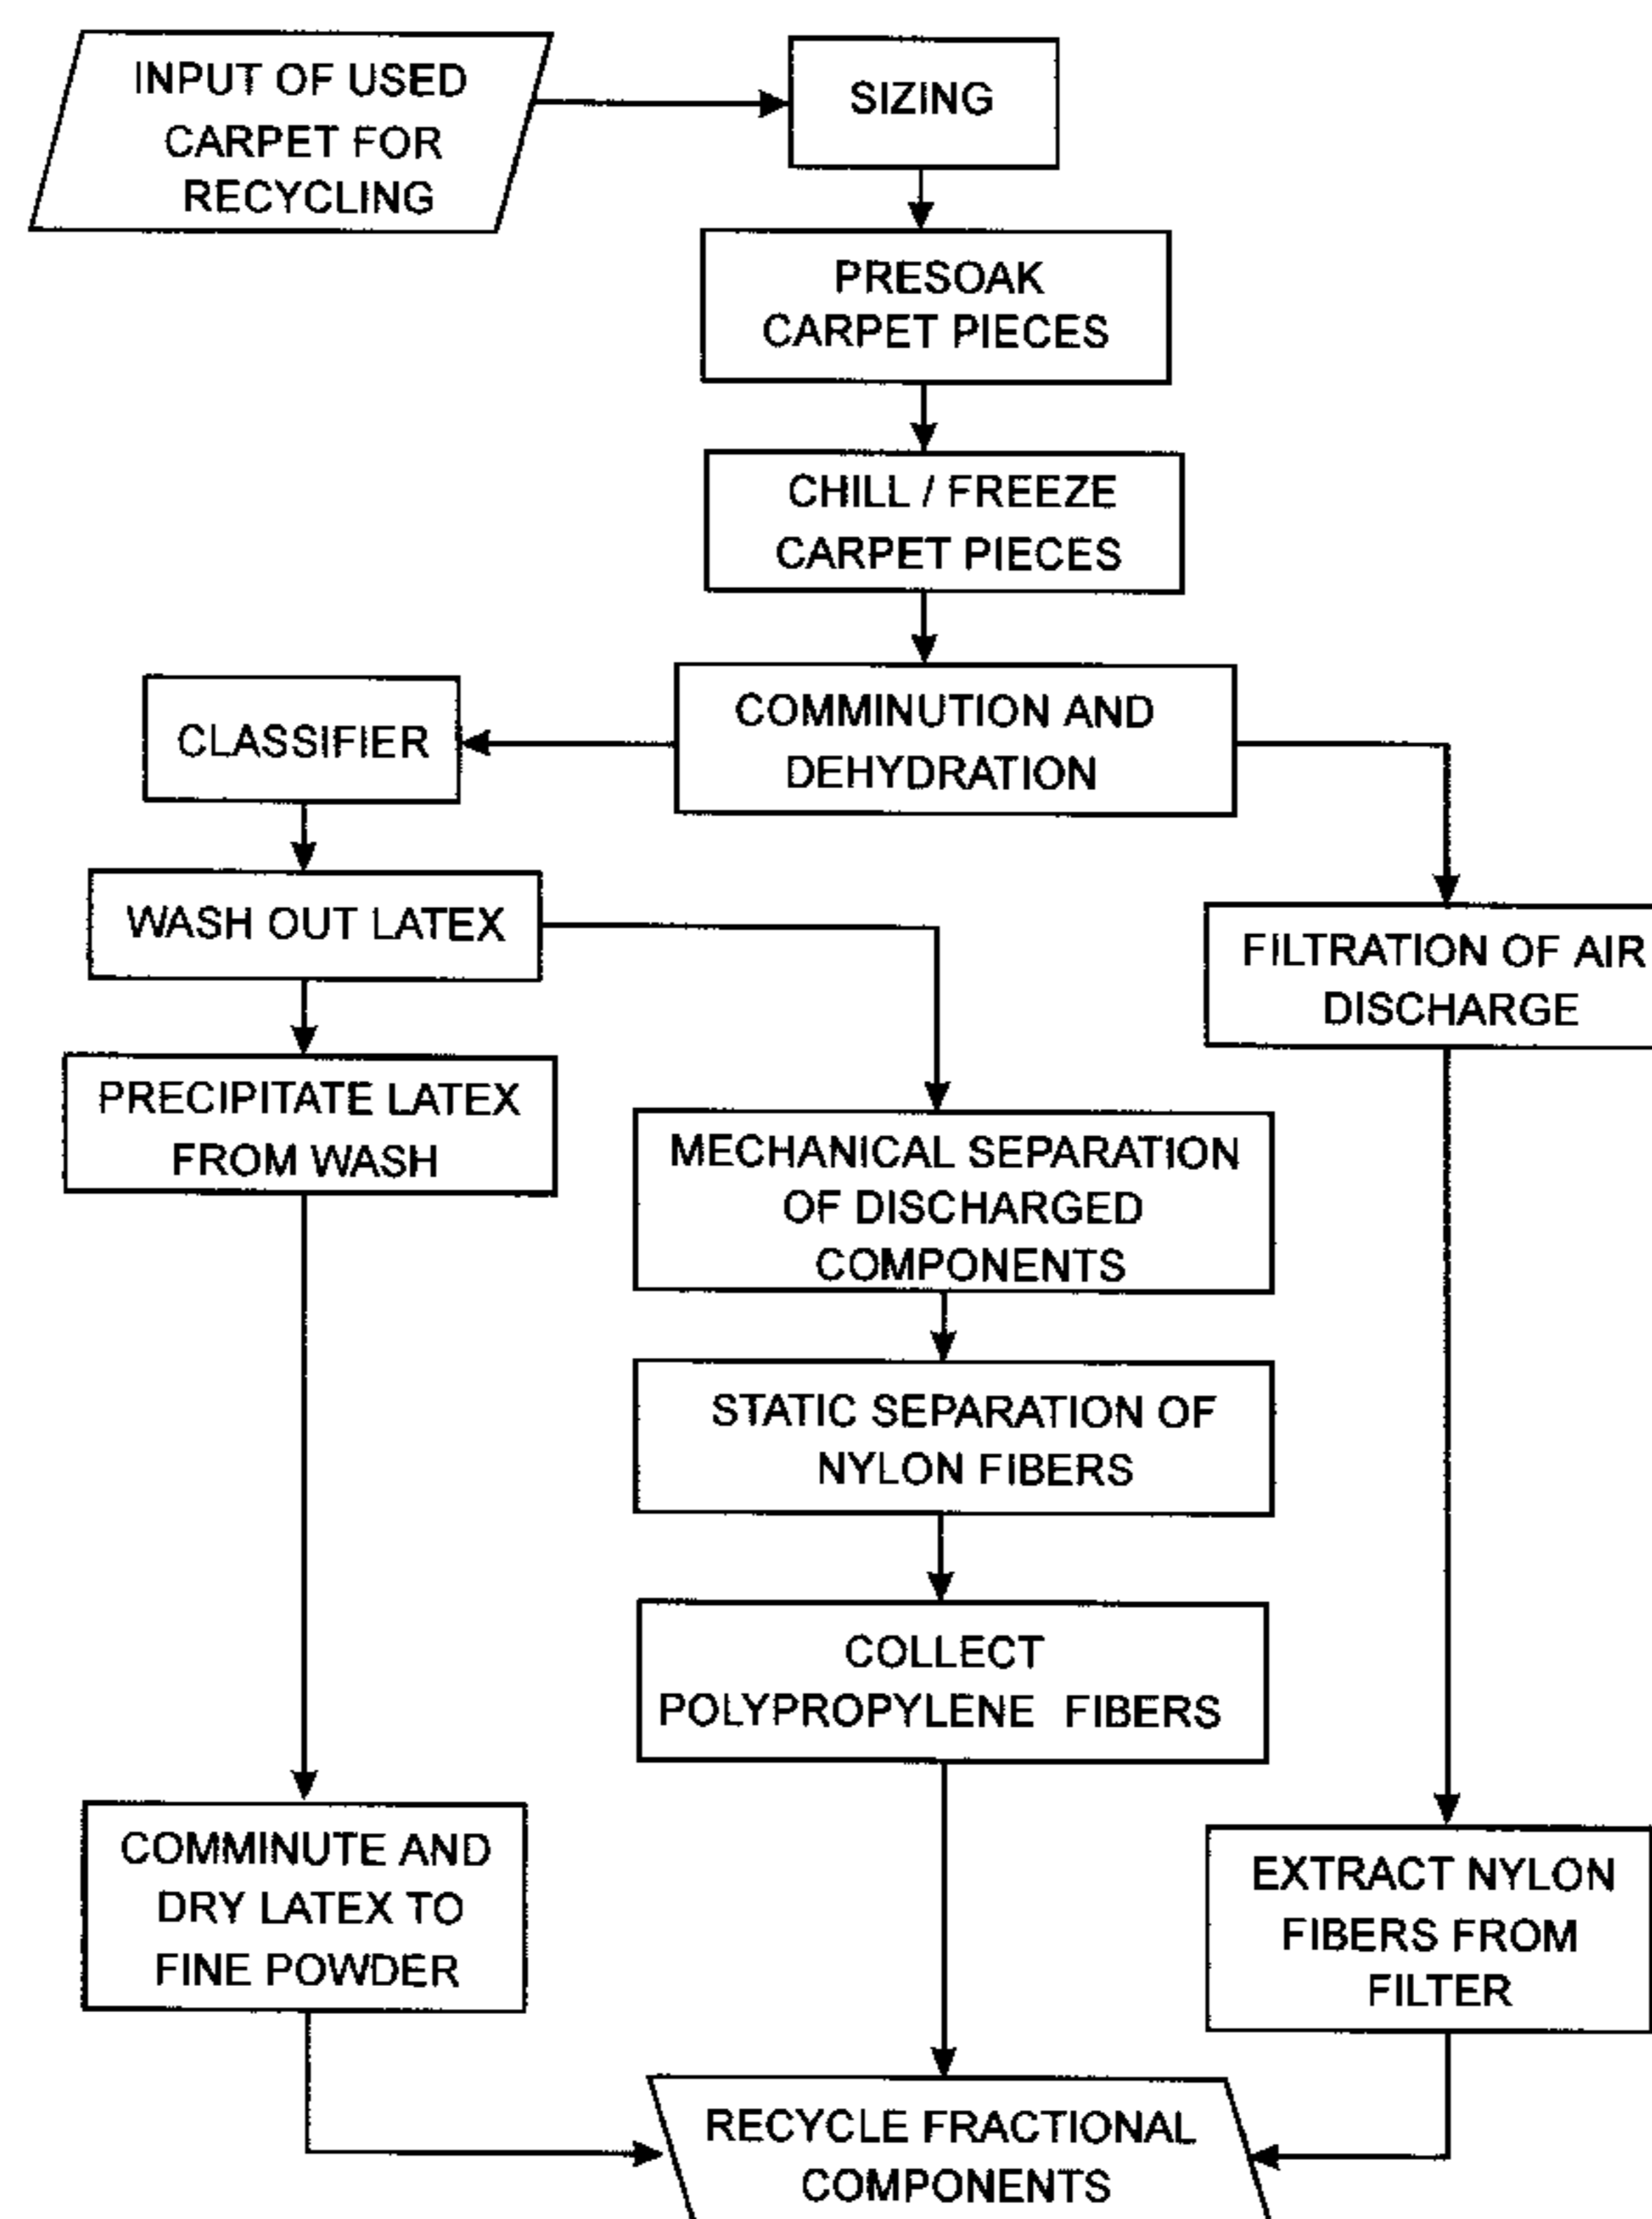 INPUT OF USED
CARPET FOR
RECYCLING
SIZING
PRESOAK
CARPET PIECES
CHILL / FREEZE
CARPET PIECES
COMMINUTION AND
DEHYDRATION
CLASSIFIER
WASH OUT LATEX
FILTRATION OF AIR
DISCHARGE
PRECIPITATE LATEX
FROM WASH
MECHANICAL SEPARATION
OF DISCHARGED
COMPONENTS
STATIC SEPARATION OF
NYLON FIBERS
COLLECT
POLYPROPYLENE FIBERS
COMMINUTE AND
DRY LATEX TO
FINE POWDER
EXTRACT NYLON
FIBERS FROM
FILTER
RECYCLE FRACTIONAL
COMPONENTS